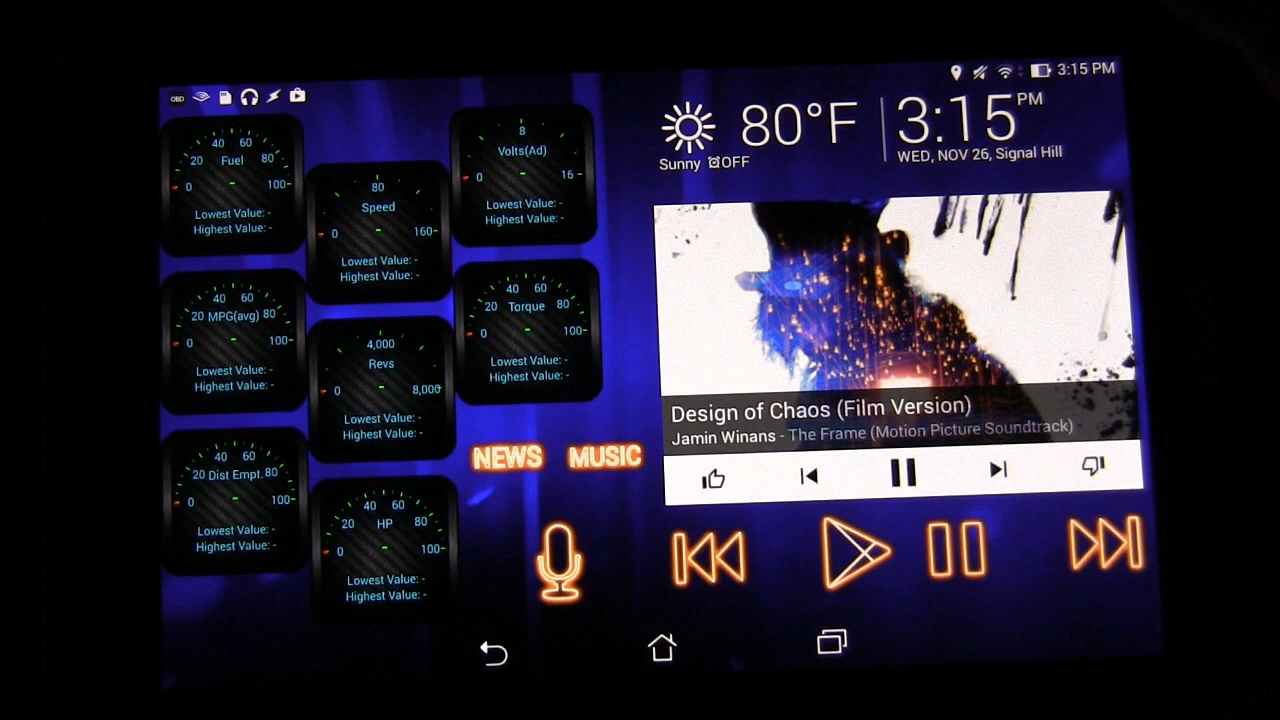 OBD
3:15 PM
40 60
20 Fuel 80
0 100
Lowest Value: -
Highest Value: -
80
Speed
0 160
Lowest Value: -
Highest Value: -
8
Volts(Ad)
0 16
Lowest Value: -
Highest Value: -
40 60
20 MPG(avg) 80
0 100
Lowest Value: -
Highest Value: -
4,000
Revs
0 8,000
Lowest Value: -
Highest Value: -
40 60
20 Torque 80
0 100
Lowest Value: -
Highest Value: -
40 60
20 Dist Empt. 80
0 100
Lowest Value: -
Highest Value: -
40 60
20 HP 80
0 100
Lowest Value: -
Highest Value: -
NEWS MUSIC
80°F
Sunny OFF
3:15 PM
WED, NOV 26, Signal Hill
Design of Chaos (Film Version)
Jamin Winans - The Frame (Motion Picture Soundtrack)